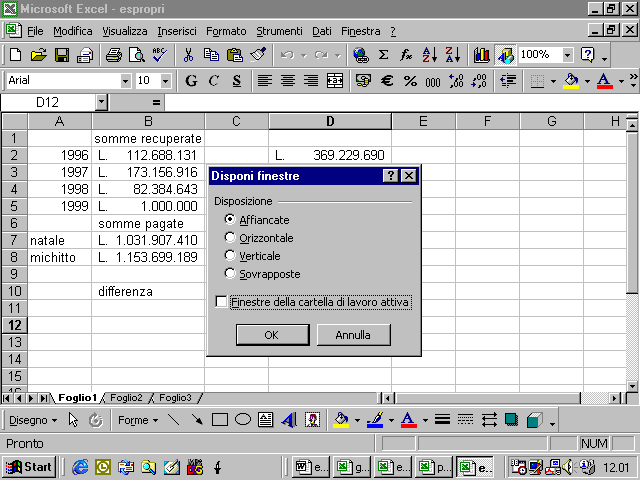 Microsoft Excel - espropri
File Modifica Visualizza Inserisci Formato Strumenti Dati Finestra ?
100%
Arial 10 G C S € % 000
D12 =
A B C D E F G H
1 somme recuperate
2 1996 L. 112.688.131 L. 369.229.690
3 1997 L. 173.156.916
4 1998 L. 82.384.643
5 1999 L. 1.000.000
6 somme pagate
7 natale L. 1.031.907.410
8 michitto L. 1.153.699.189
9
10 differenza
11
12
13
14
15
16
Disponi finestre
Disposizione
Affiancate
Orizzontale
Verticale
Sovrapposte
Finestre della cartella di lavoro attiva
OK Annulla
Foglio1 Foglio2 Foglio3
Disegno Forme
Pronto NUM
Start e... g... e... p... e... 12.01